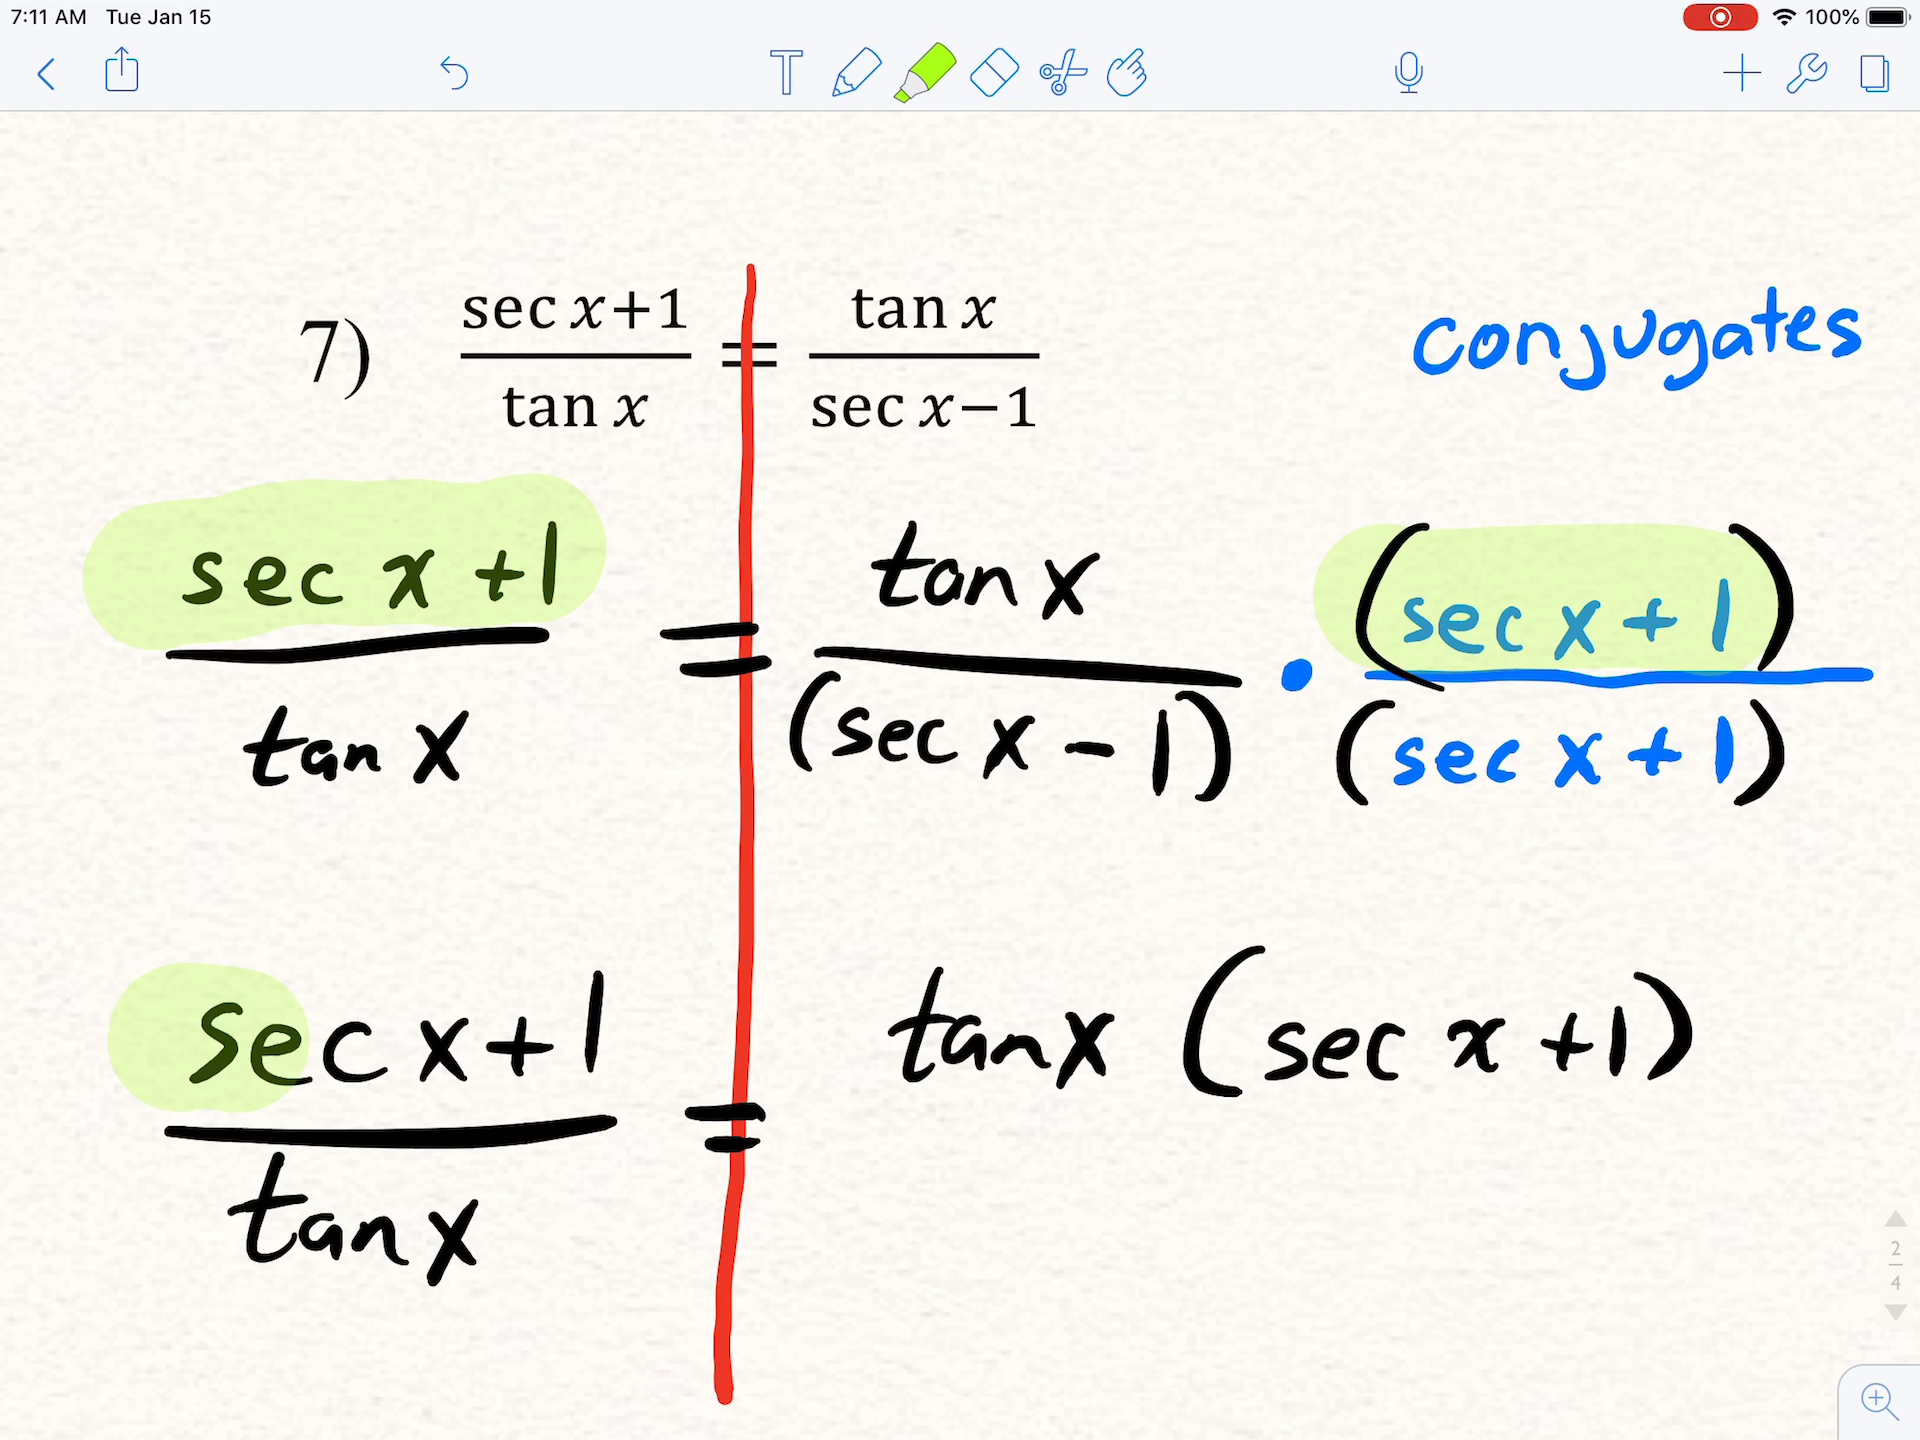 7:11 AM Tue Jan 15 100%
T
7) sec x+1 / tan x = tan x / sec x−1
conjugates
sec x +1 / tan x = tan x / (sec x - 1) · (sec x + 1) / (sec x + 1)
sec x+1 / tan x = tan x (sec x +1)
2
4